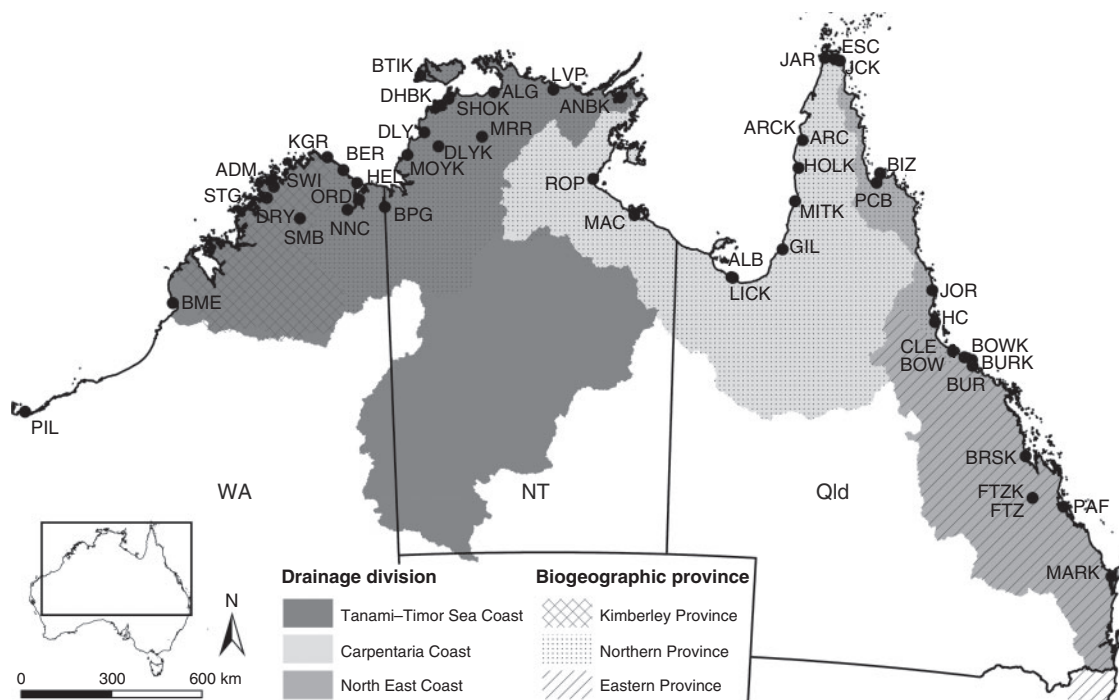 ESC
JAR
JCK
BTIK
LVP
DHBK
ALG
SHOK
ANBK
ARCK
ARC
DLY
MRR
KGR
BER
DLYK
MOYK
HOLK
ADM
SWI
HEL
ROP
BIZ
STG
ORD
PCB
DRY
NNC
BPG
MAC
MITK
SMB
GIL
ALB
LICK
BME
JOR
HC
CLE
BOWK
BOW
BURK
BUR
PIL
BRSK
WA
NT
Qld
FTZK
FTZ
PAF
MARK
Drainage division
Biogeographic province
N
Tanami–Timor Sea Coast
Kimberley Province
Carpentaria Coast
Northern Province
North East Coast
Eastern Province
0 300 600 km